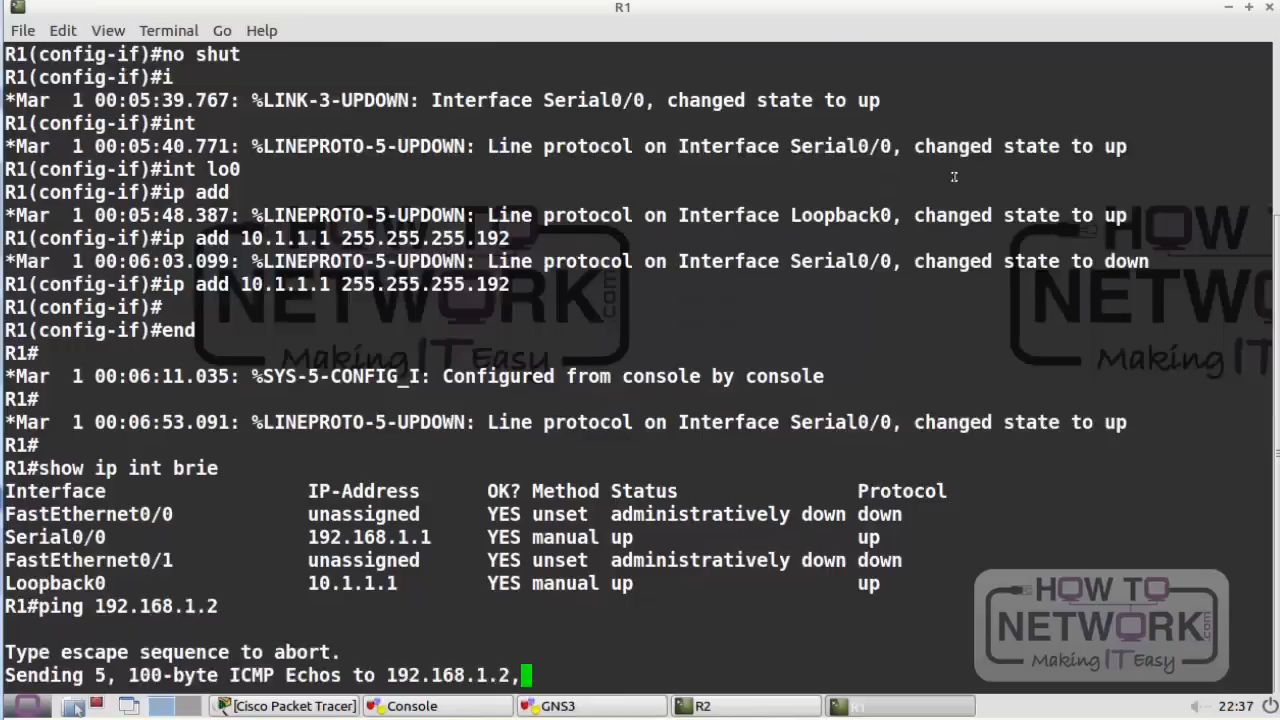 R1
File Edit View Terminal Go Help
R1(config-if)#no shut
R1(config-if)#i
*Mar  1 00:05:39.767: %LINK-3-UPDOWN: Interface Serial0/0, changed state to up
R1(config-if)#int
*Mar  1 00:05:40.771: %LINEPROTO-5-UPDOWN: Line protocol on Interface Serial0/0, changed state to up
R1(config-if)#int lo0
R1(config-if)#ip add
*Mar  1 00:05:48.387: %LINEPROTO-5-UPDOWN: Line protocol on Interface Loopback0, changed state to up
R1(config-if)#ip add 10.1.1.1 255.255.255.192
*Mar  1 00:06:03.099: %LINEPROTO-5-UPDOWN: Line protocol on Interface Serial0/0, changed state to down
R1(config-if)#ip add 10.1.1.1 255.255.255.192
R1(config-if)#
R1(config-if)#end
R1#
*Mar  1 00:06:11.035: %SYS-5-CONFIG_I: Configured from console by console
R1#
*Mar  1 00:06:53.091: %LINEPROTO-5-UPDOWN: Line protocol on Interface Serial0/0, changed state to up
R1#
R1#show ip int brie
Interface IP-Address OK? Method Status Protocol
FastEthernet0/0 unassigned YES unset administratively down down
Serial0/0 192.168.1.1 YES manual up up
FastEthernet0/1 unassigned YES unset administratively down down
Loopback0 10.1.1.1 YES manual up up
R1#ping 192.168.1.2
Type escape sequence to abort.
Sending 5, 100-byte ICMP Echos to 192.168.1.2,
HOW TO
NETWORK.com
Making IT Easy
HOW TO
NETWORK
Making IT
HOW TO
NETWORK.com
Making IT Easy
[Cisco Packet Tracer] Console GNS3 R2 R1 22:37